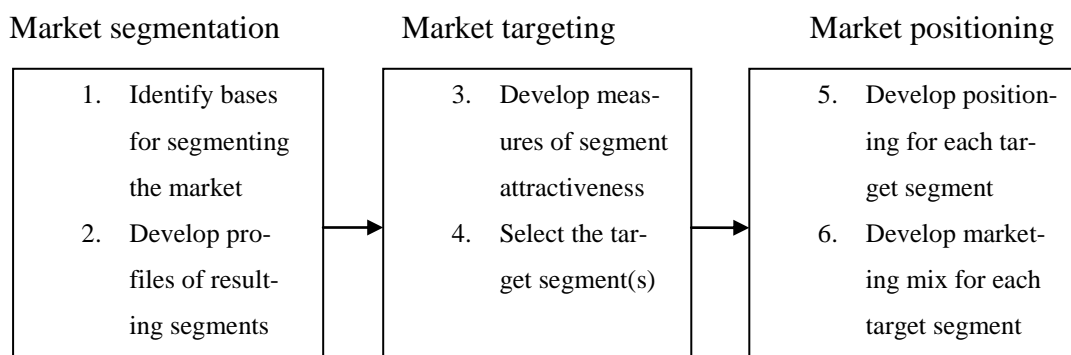 Market segmentation
1. Identify bases
for segmenting
the market
2. Develop pro-
files of result-
ing segments
Market targeting
3. Develop meas-
ures of segment
attractiveness
4. Select the tar-
get segment(s)
Market positioning
5. Develop position-
ing for each tar-
get segment
6. Develop market-
ing mix for each
target segment